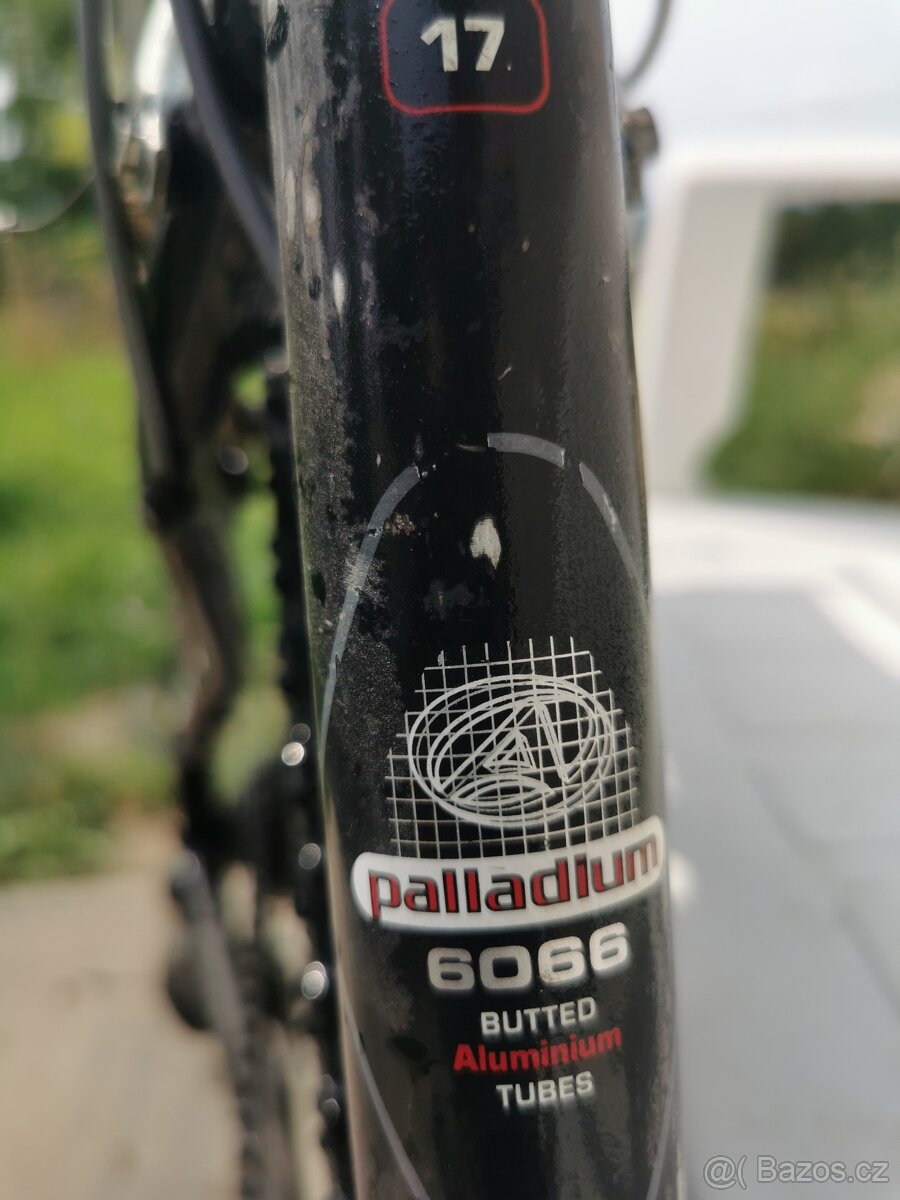 17
palladium
6066
BUTTED
Aluminium
TUBES
@( Bazos.cz